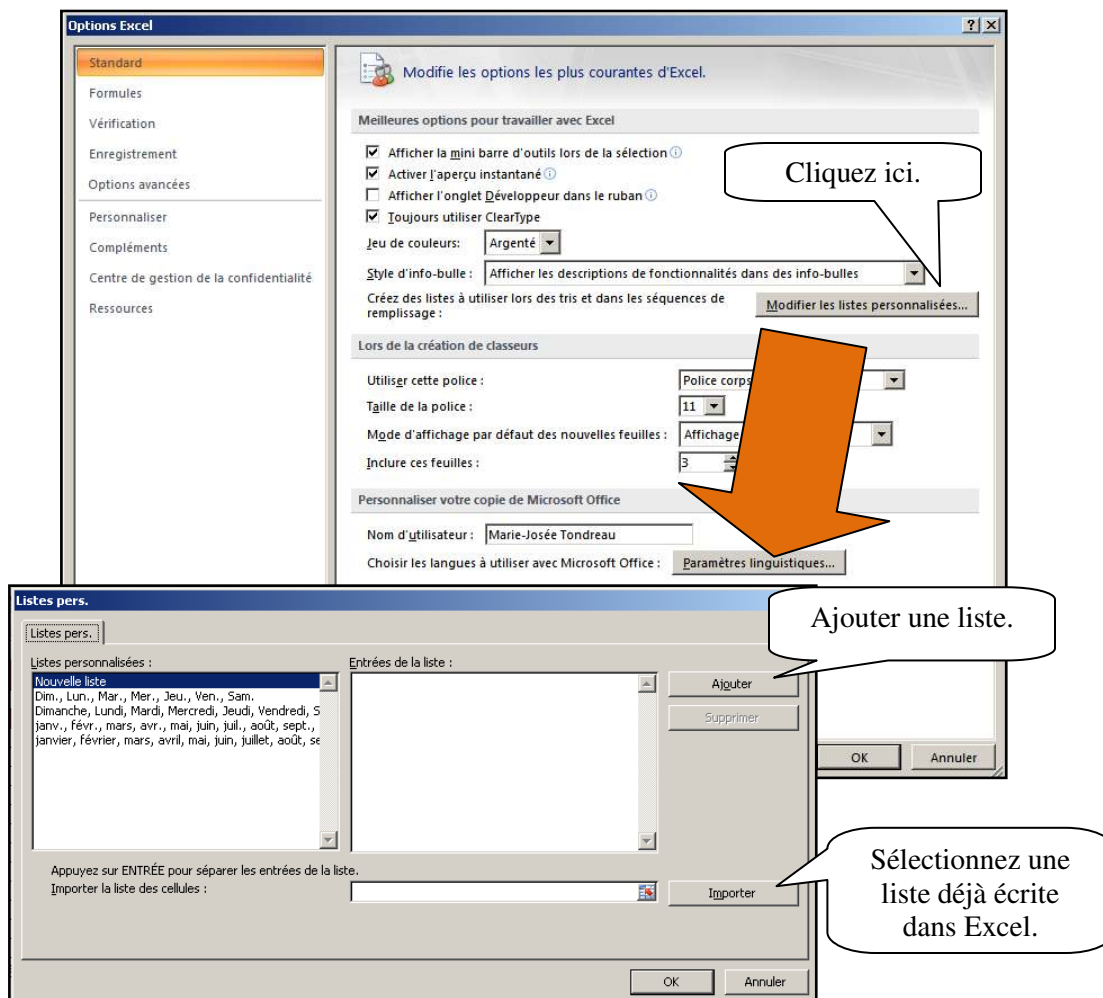 Options Excel
Standard
Formules
Vérification
Enregistrement
Options avancées
Personnaliser
Compléments
Centre de gestion de la confidentialité
Ressources
Modifie les options les plus courantes d'Excel.
Meilleures options pour travailler avec Excel
Afficher la mini barre d'outils lors de la sélection
Activer l'aperçu instantané
Afficher l'onglet Développeur dans le ruban
Toujours utiliser ClearType
Jeu de couleurs: Argenté
Style d'info-bulle : Afficher les descriptions de fonctionnalités dans des info-bulles
Créez des listes à utiliser lors des tris et dans les séquences de
remplissage :
Modifier les listes personnalisées...
Cliquez ici.
Lors de la création de classeurs
Utiliser cette police : Police corps
Taille de la police : 11
Mode d'affichage par défaut des nouvelles feuilles : Affichage
Inclure ces feuilles : 3
Personnaliser votre copie de Microsoft Office
Nom d'utilisateur : Marie-Josée Tondreau
Choisir les langues à utiliser avec Microsoft Office : Paramètres linguistiques...
OK Annuler
Listes pers.
Listes pers.
Listes personnalisées :
Nouvelle liste
Dim., Lun., Mar., Mer., Jeu., Ven., Sam.
Dimanche, Lundi, Mardi, Mercredi, Jeudi, Vendredi, S
janv., févr., mars, avr., mai, juin, juil., août, sept.,
janvier, février, mars, avril, mai, juin, juillet, août, se
Entrées de la liste :
Ajouter
Supprimer
Ajouter une liste.
Appuyez sur ENTRÉE pour séparer les entrées de la liste.
Importer la liste des cellules :
Importer
Sélectionnez une
liste déjà écrite
dans Excel.
OK Annuler